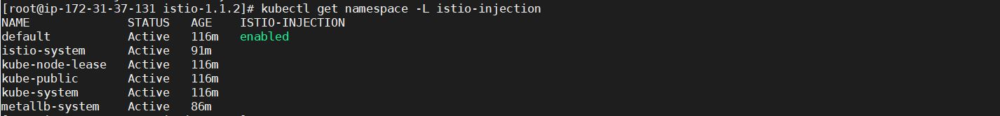 [root@ip-172-31-37-131 istio-1.1.2]# kubectl get namespace -L istio-injection
NAME              STATUS   AGE    ISTIO-INJECTION
default           Active   116m   enabled
istio-system      Active   91m
kube-node-lease   Active   116m
kube-public       Active   116m
kube-system       Active   116m
metallb-system    Active   86m